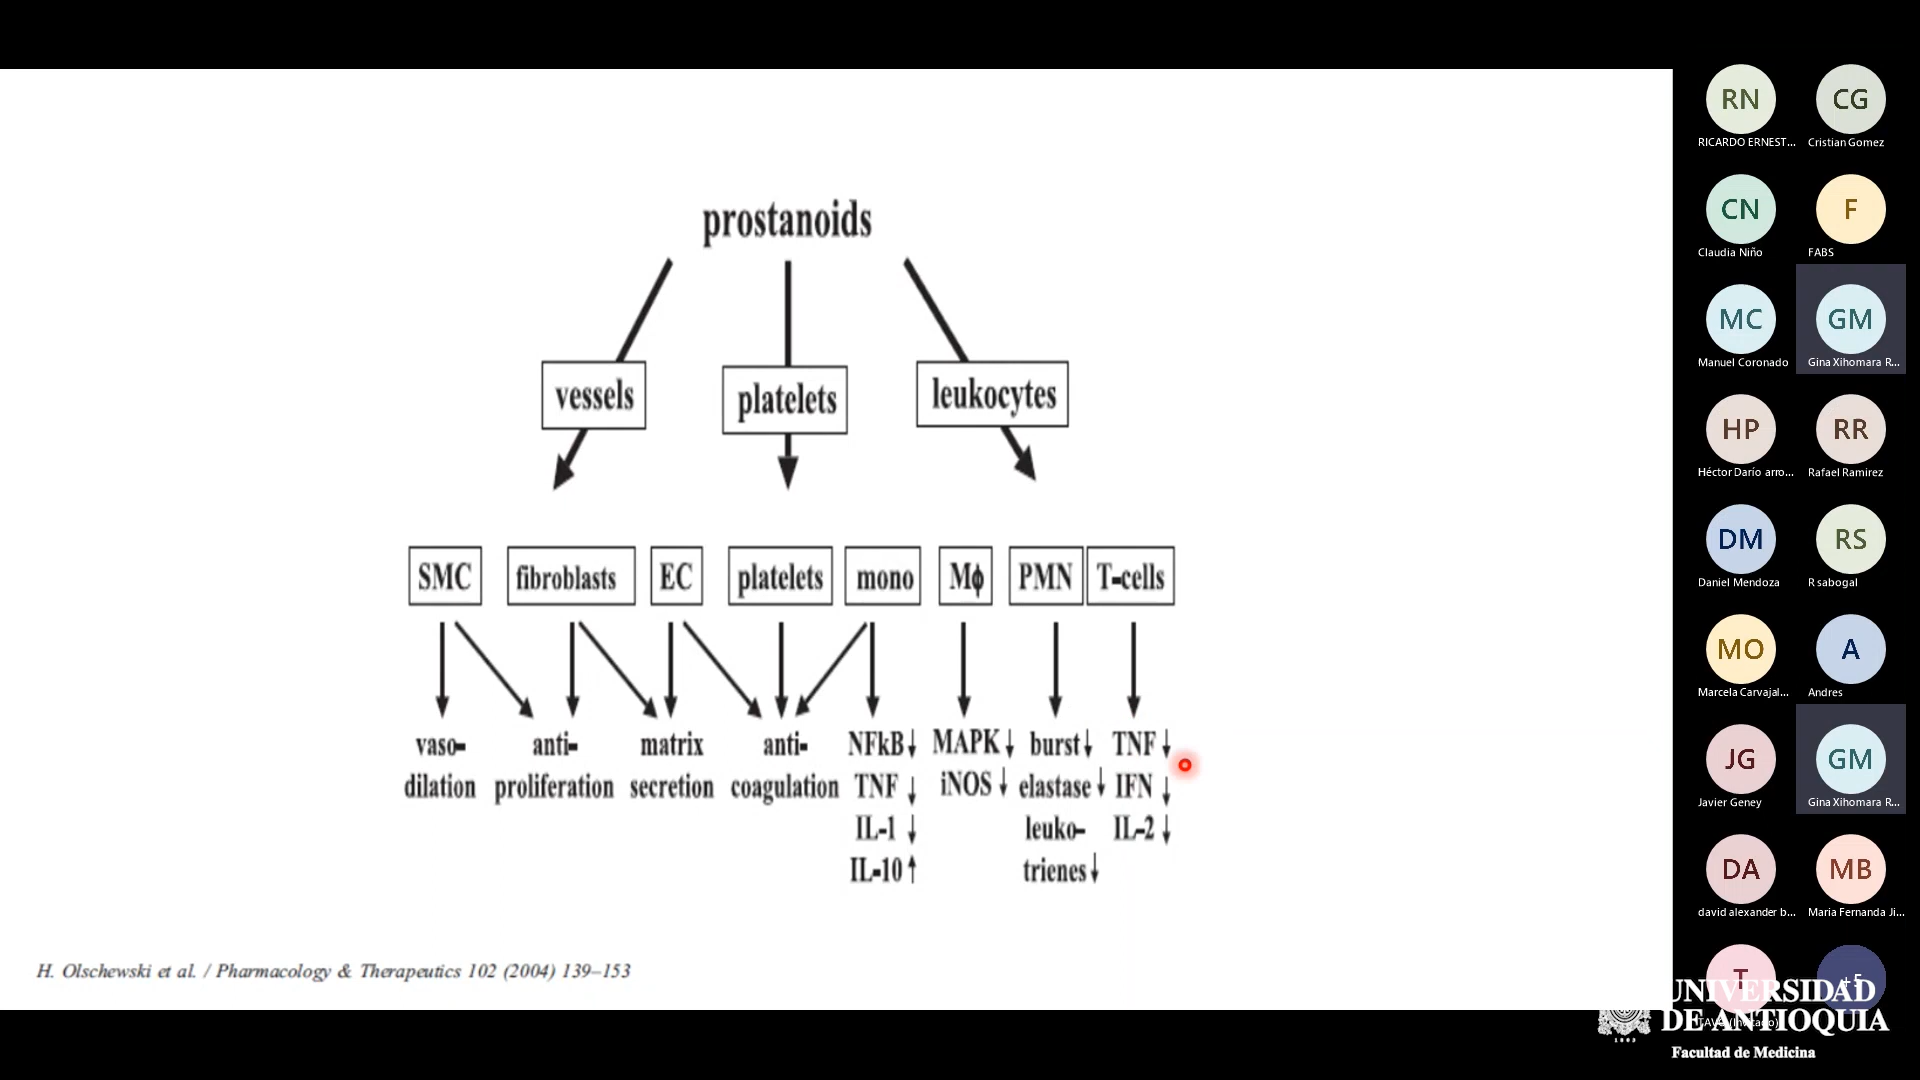 prostanoids
vessels
platelets
leukocytes
SMC
fibroblasts
EC
platelets
mono
Mϕ
PMN
T-cells
vaso-
dilation
anti-
proliferation
matrix
secretion
anti-
coagulation
NFkB↓
TNF ↓
IL-1 ↓
IL-10↑
MAPK↓
iNOS↓
burst↓
elastase↓
leuko-
trienes↓
TNF↓
IFN ↓
IL-2↓
H. Olschewski et al. / Pharmacology & Therapeutics 102 (2004) 139–153
RN
RICARDO ERNEST...
CG
Cristian Gomez
CN
Claudia Niño
F
FABS
MC
Manuel Coronado
GM
Gina Xihomara R...
HP
Héctor Darío arro...
RR
Rafael Ramirez
DM
Daniel Mendoza
RS
R sabogal
MO
Marcela Carvajal...
A
Andres
JG
Javier Geney
GM
Gina Xihomara R...
DA
david alexander b...
MB
Maria Fernanda Ji...
T
+5
UNIVERSIDAD
DE ANTIOQUIA
1803
Facultad de Medicina